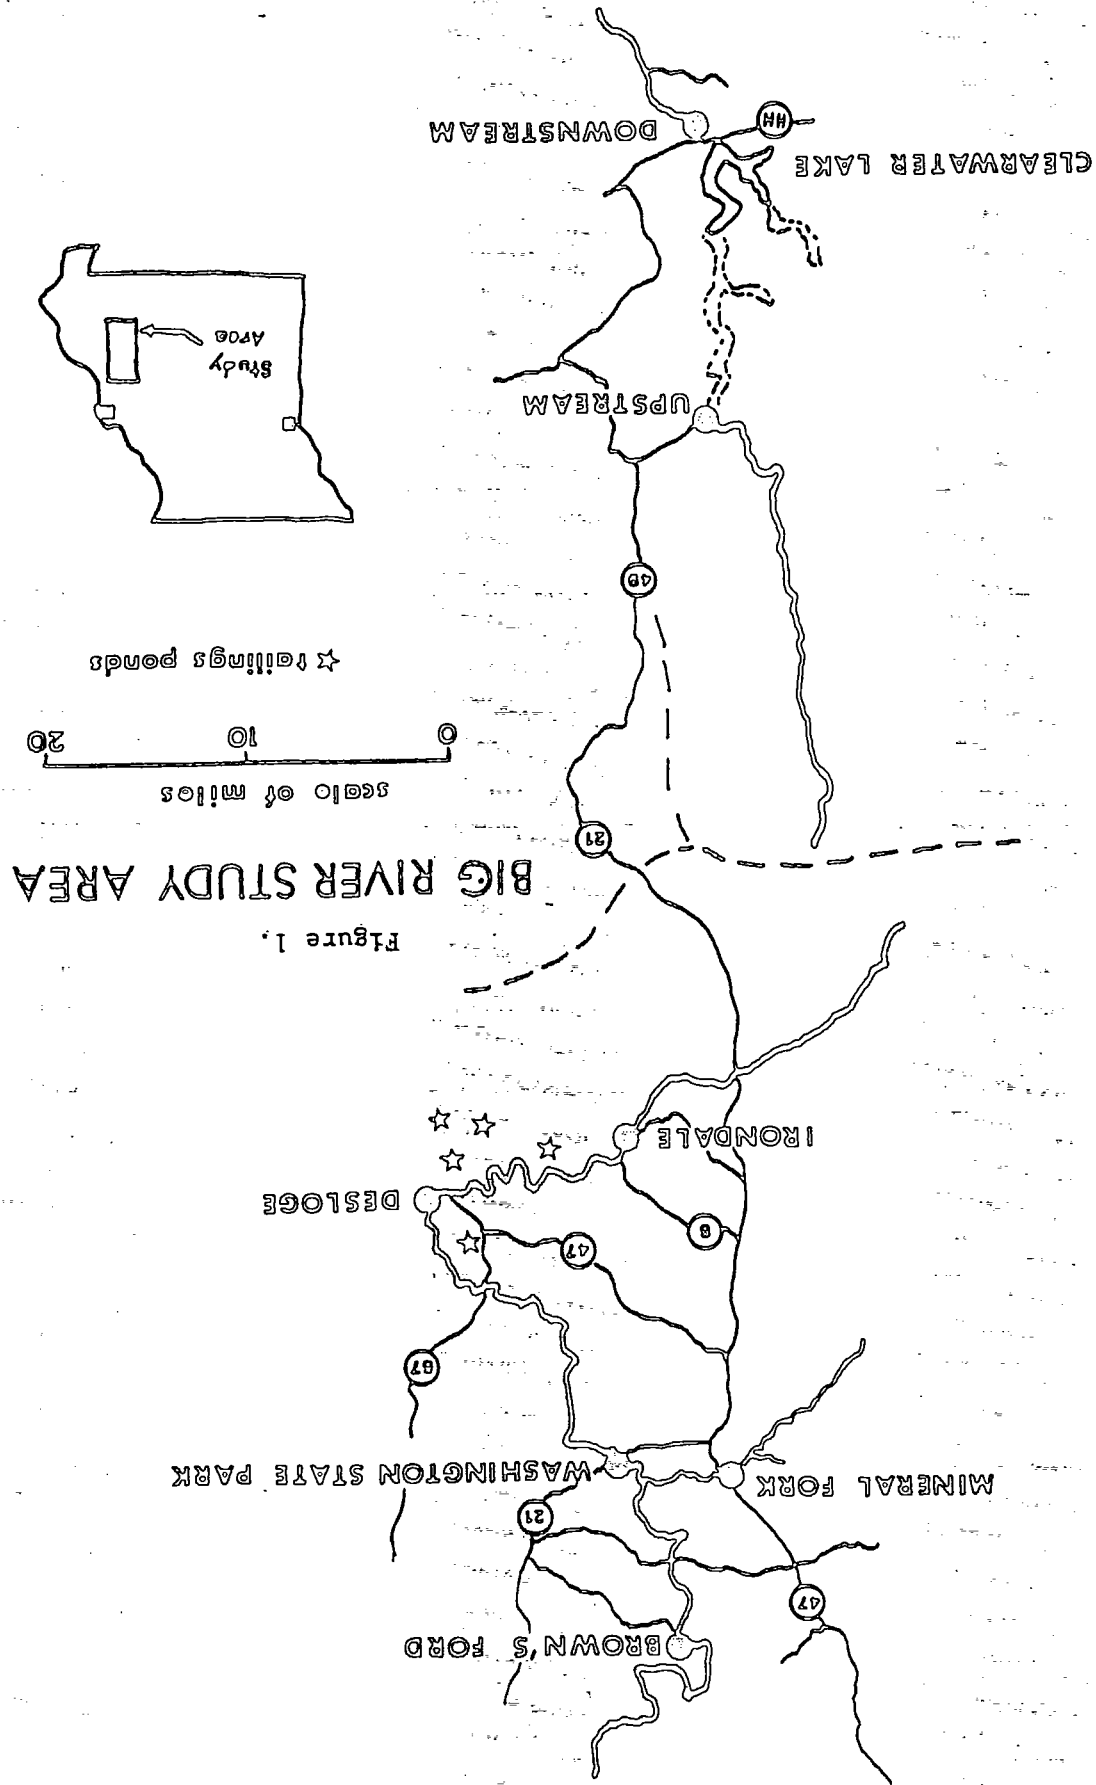 BROWN'S FORD
47
21
MINERAL FORK
WASHINGTON STATE PARK
67
47
8
DESLOGE
IRONDALE
Figure 1.
BIG RIVER STUDY AREA
21
scale of miles
0 10 20
☆ tailings ponds
49
UPSTREAM
Study
Area
CLEARWATER LAKE
DOWNSTREAM
HH